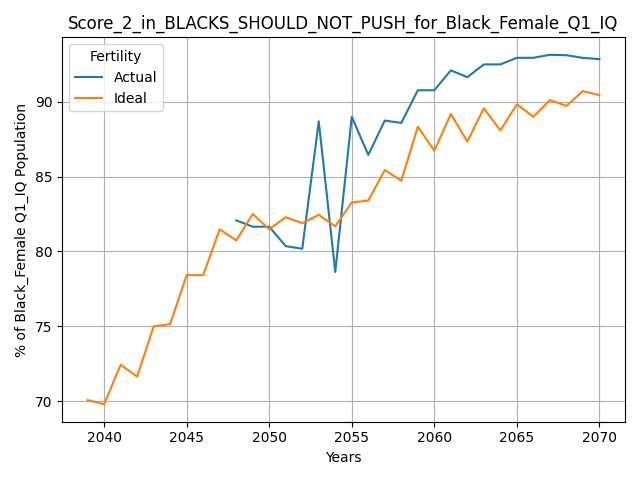 Score_2_in_BLACKS_SHOULD_NOT_PUSH_for_Black_Female_Q1_IQ
Fertility
Actual
Ideal
% of Black_Female Q1_IQ Population
90
85
80
75
70
2040
2045
2050
2055
2060
2065
2070
Years